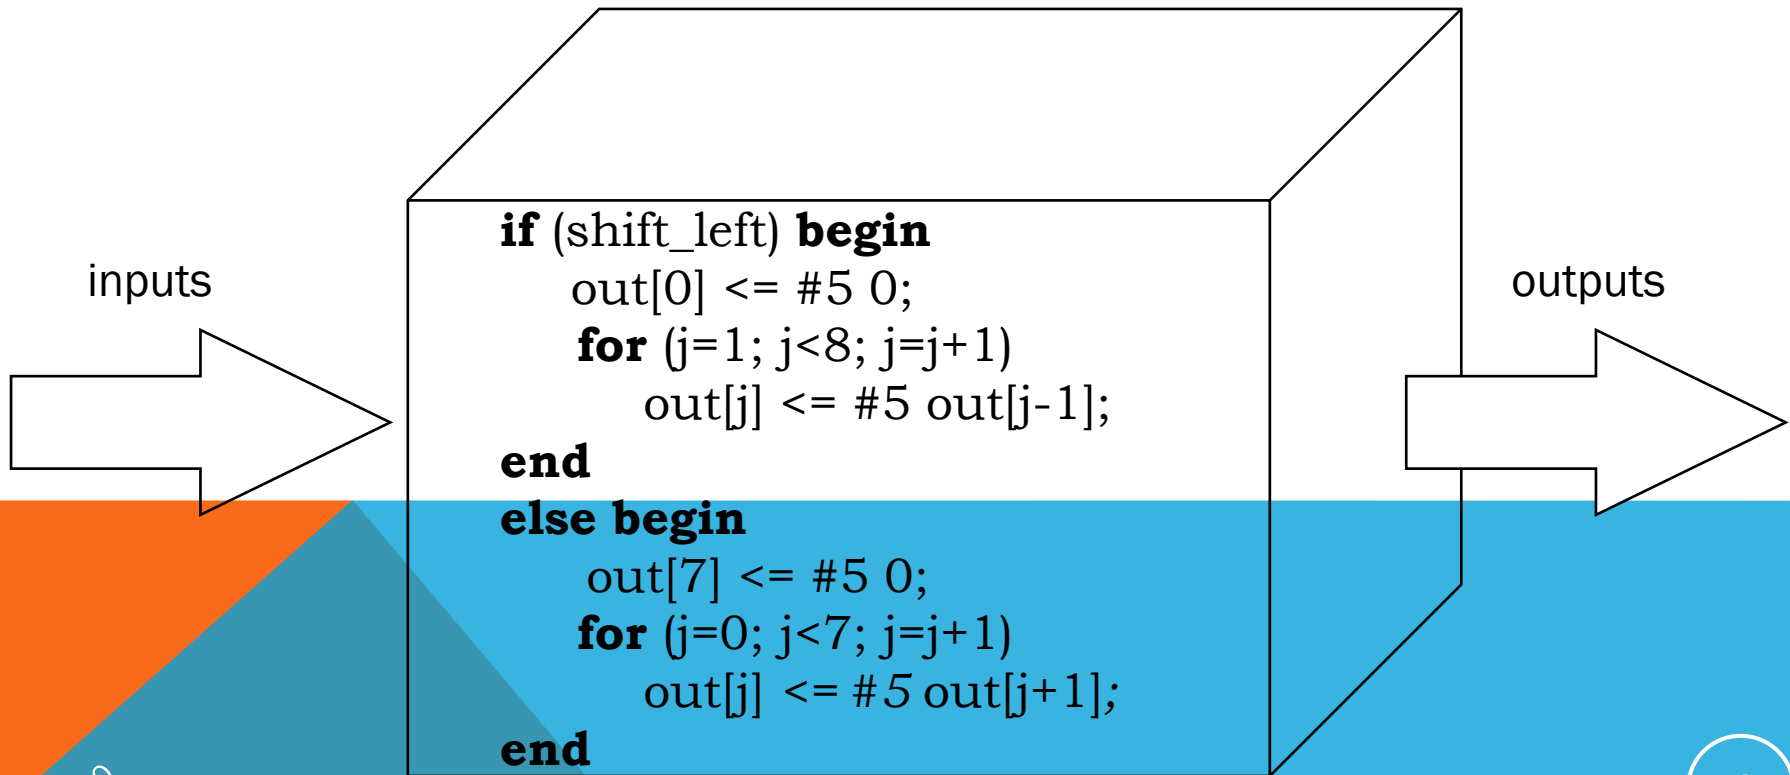 inputs
outputs
if (shift_left) begin
out[0] <= #5 0;
for (j=1; j<8; j=j+1)
out[j] <= #5 out[j-1];
end
else begin
out[7] <= #5 0;
for (j=0; j<7; j=j+1)
out[j] <= #5 out[j+1];
end